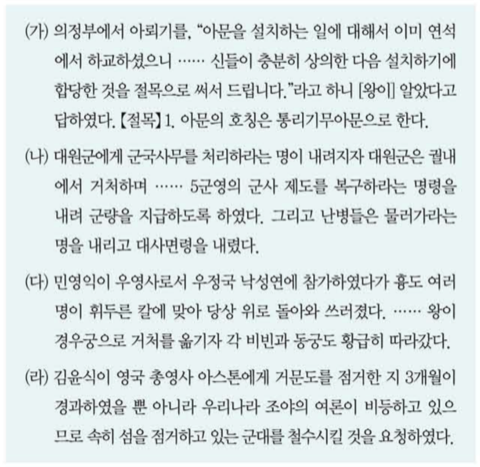 (가) 의정부에서 아뢰기를, “아문을 설치하는 일에 대해서 이미 연석
에서 하교하셨으니 …… 신들이 충분히 상의한 다음 설치하기에
합당한 것을 절목으로 써서 드립니다.”라고 하니 [왕이] 알았다고
답하였다.【절목】1. 아문의 호칭은 통리기무아문으로 한다.
(나) 대원군에게 군국사무를 처리하라는 명이 내려지자 대원군은 궐내
에서 거처하며 …… 5군영의 군사 제도를 복구하라는 명령을
내려 군량을 지급하도록 하였다. 그리고 난병들은 물러가라는
명을 내리고 대사면령을 내렸다.
(다) 민영익이 우영사로서 우정국 낙성연에 참가하였다가 흉도 여러
명이 휘두른 칼에 맞아 당상 위로 돌아와 쓰러졌다. …… 왕이
경우궁으로 거처를 옮기자 각 비빈과 동궁도 황급히 따라갔다.
(라) 김윤식이 영국 총영사 아스톤에게 거문도를 점거한 지 3개월이
경과하였을 뿐 아니라 우리나라 조야의 여론이 비등하고 있으
므로 속히 섬을 점거하고 있는 군대를 철수시킬 것을 요청하였다.